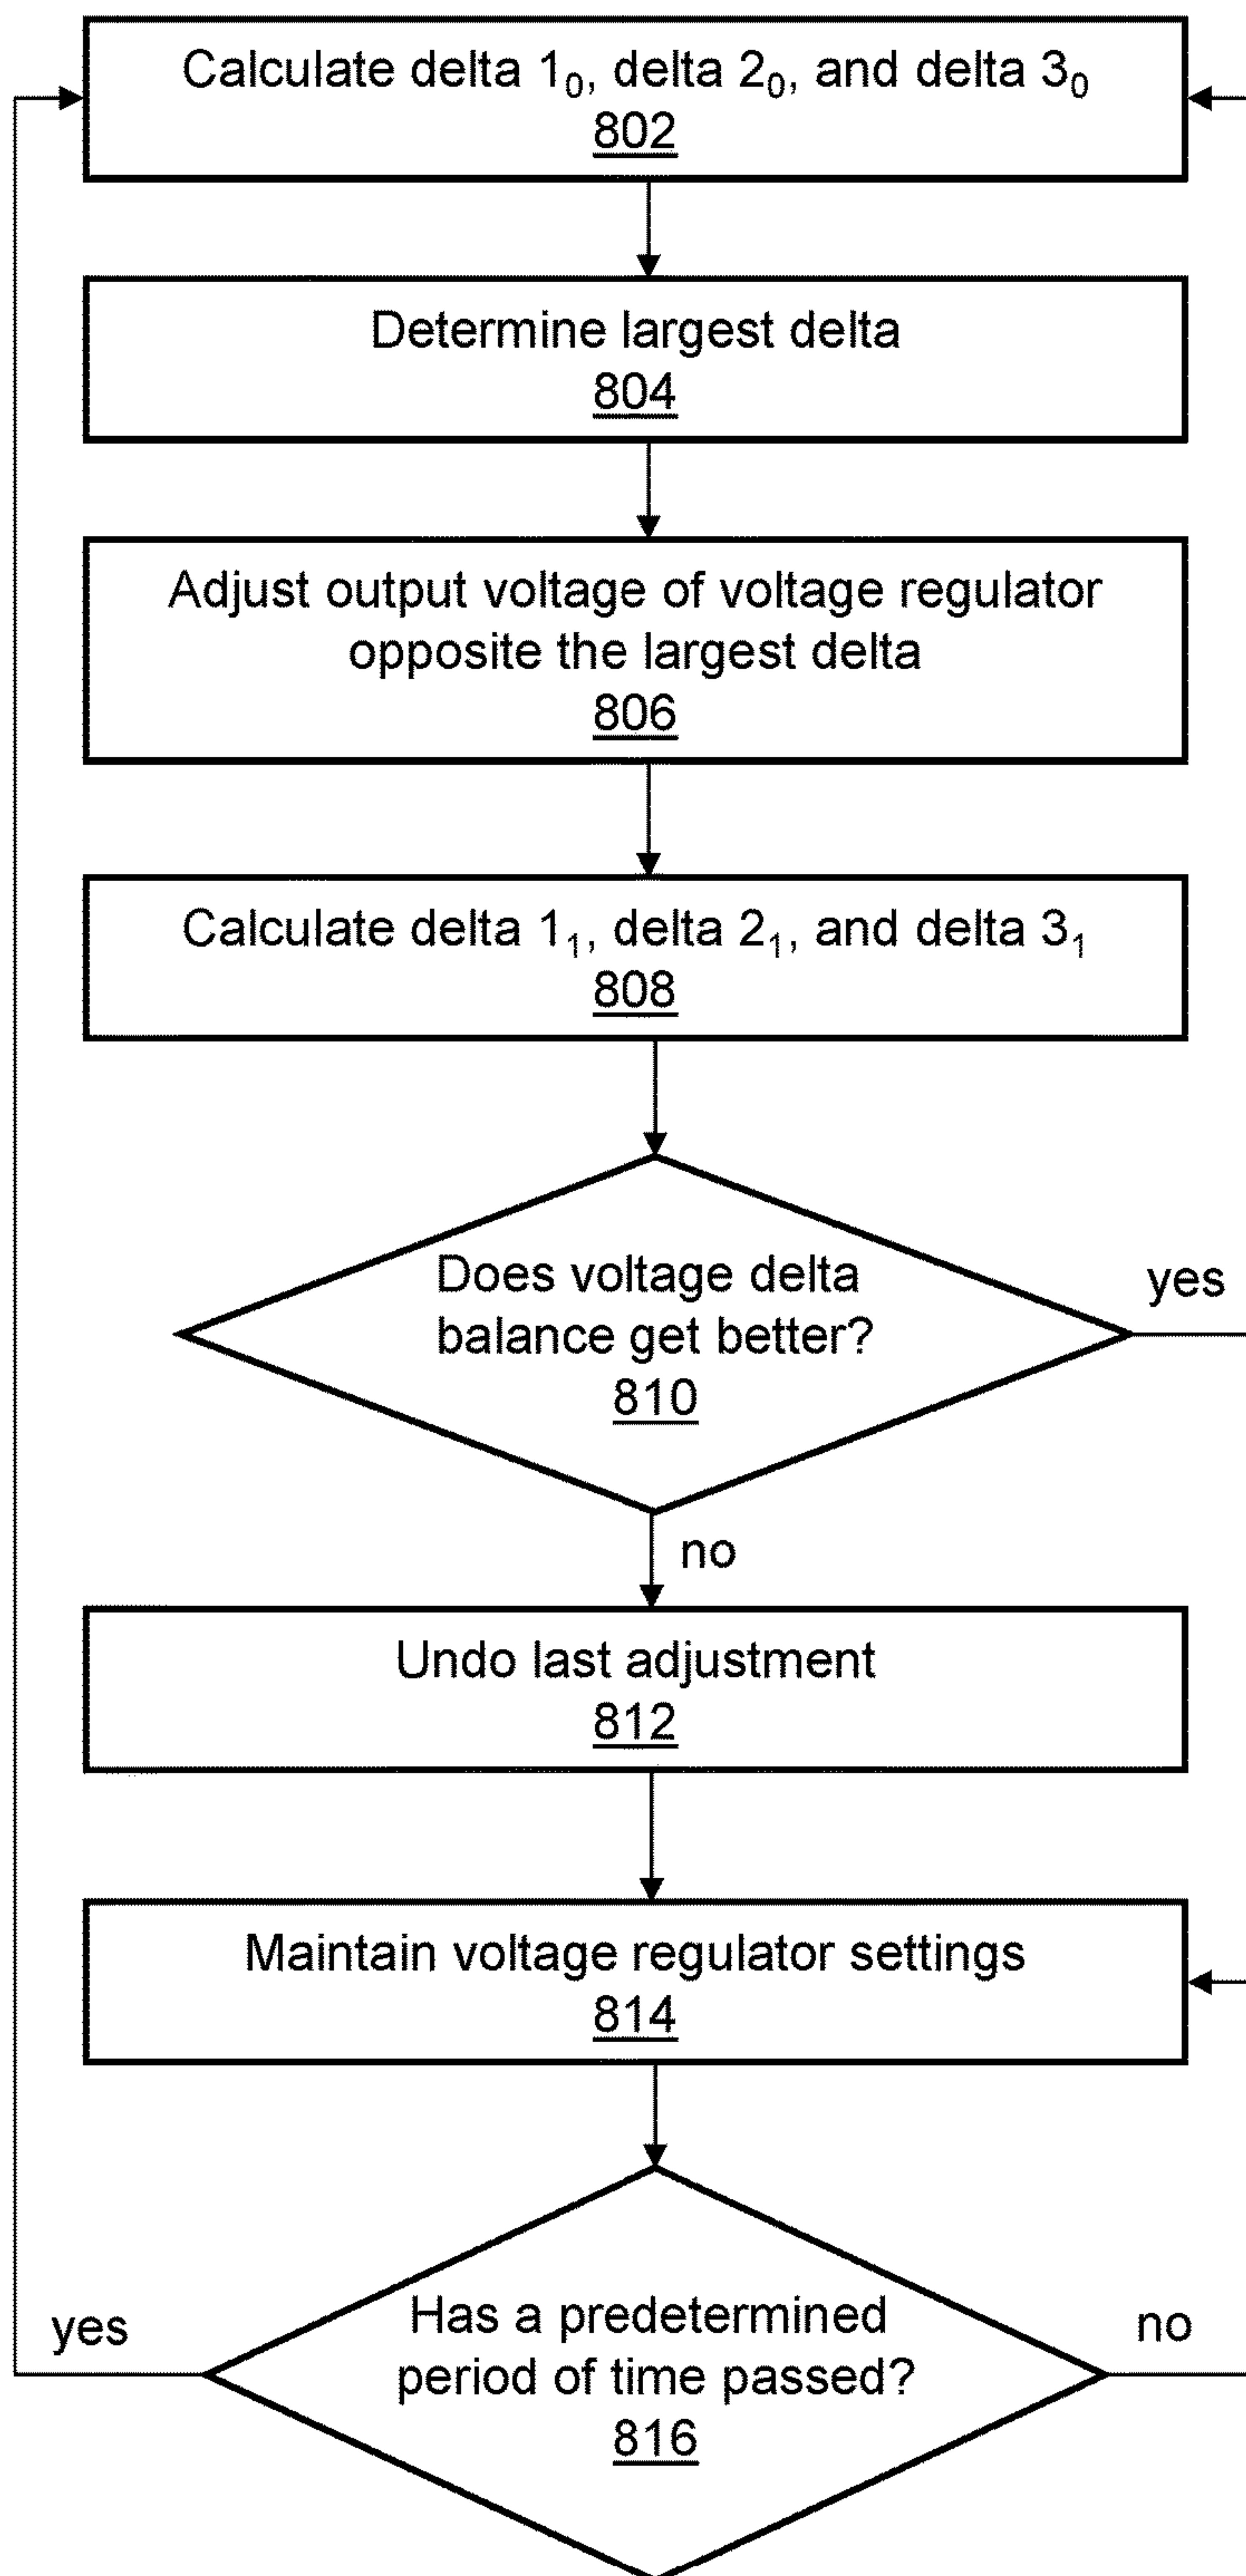 Calculate delta 1₀, delta 2₀, and delta 3₀
802
Determine largest delta
804
Adjust output voltage of voltage regulator
opposite the largest delta
806
Calculate delta 1₁, delta 2₁, and delta 3₁
808
Does voltage delta
balance get better?
810
yes
no
Undo last adjustment
812
Maintain voltage regulator settings
814
Has a predetermined
period of time passed?
816
yes
no